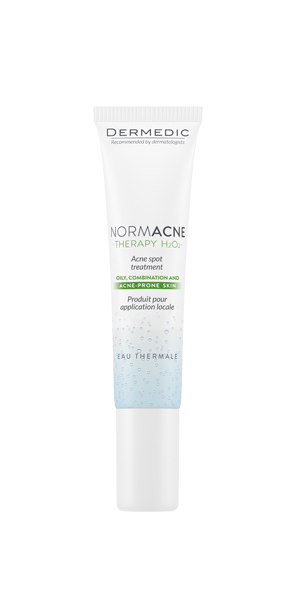 DERMEDIC
Recommended by dermatologists
NORMACNE
THERAPY H₂O₂
Acne spot
treatment
OILY, COMBINATION AND
ACNE-PRONE SKIN
Produit pour
application locale
EAU THERMALE